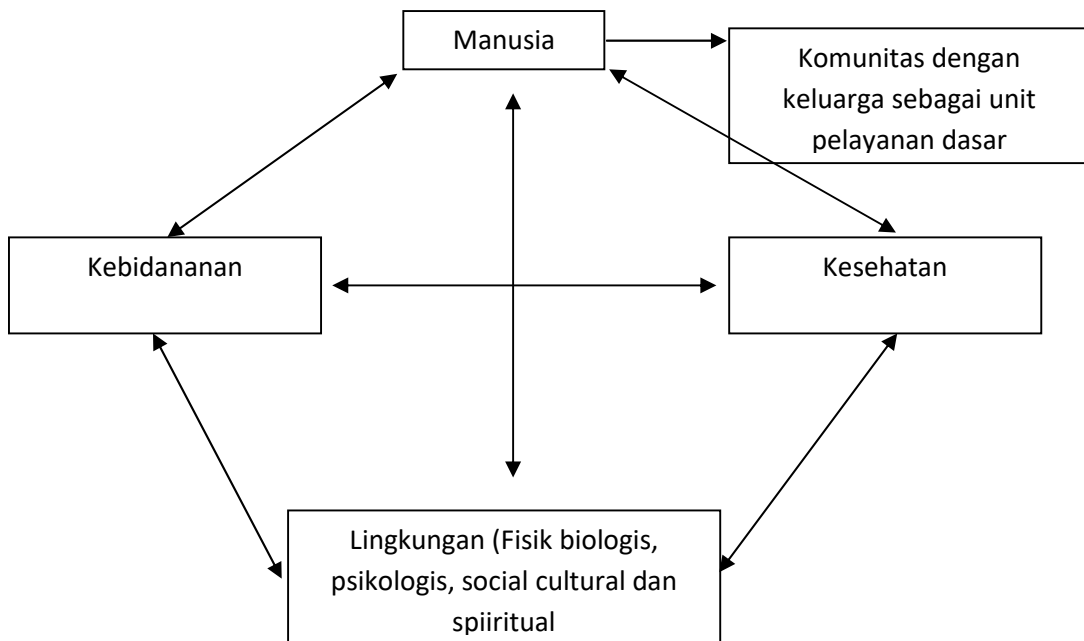 Manusia
Komunitas dengan
keluarga sebagai unit
pelayanan dasar
Kebidananan
Kesehatan
Lingkungan (Fisik biologis,
psikologis, social cultural dan
spiiritual